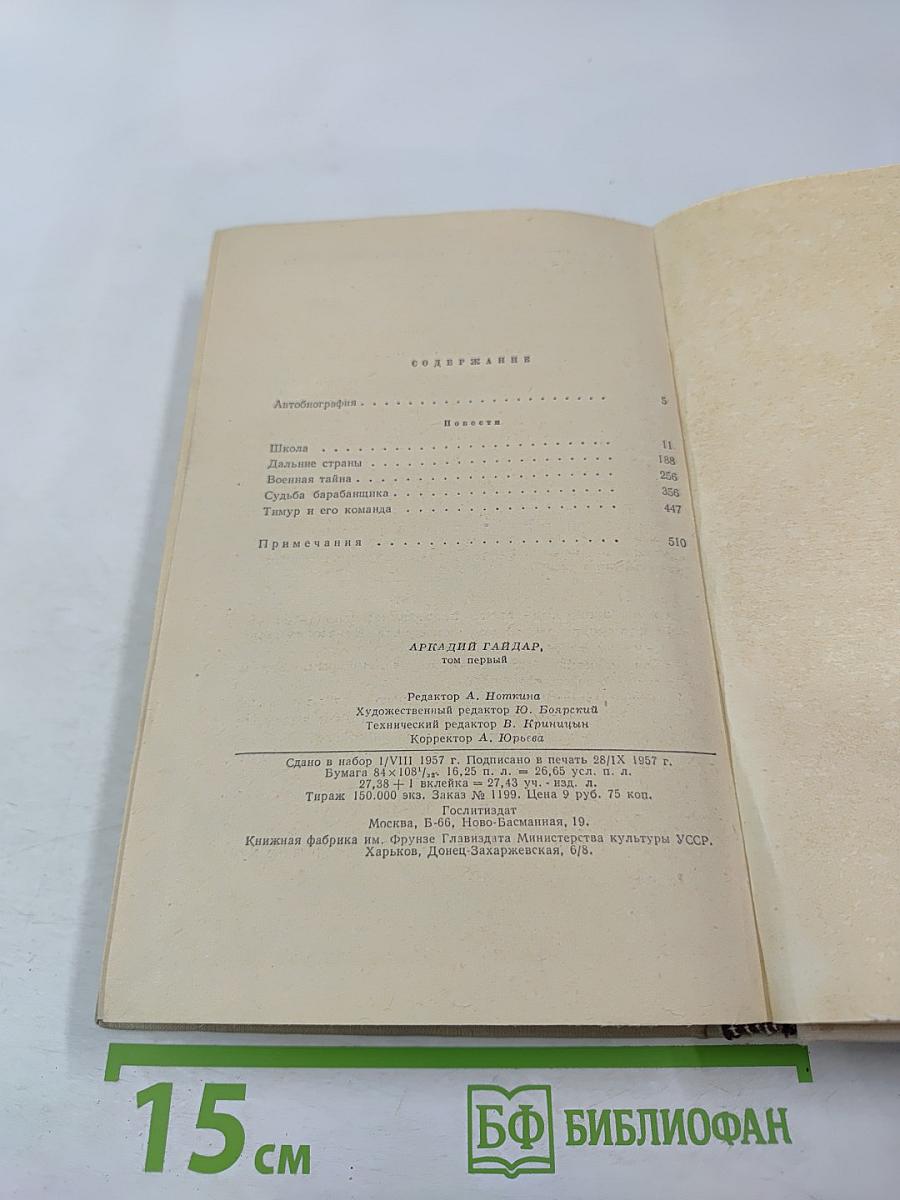 СОДЕРЖАНИЕ
Автобиография . . . . . . . . . . . . . . . . . . . . . 5
Повести
Школа . . . . . . . . . . . . . . . . . . . . . . . . 11
Дальние страны . . . . . . . . . . . . . . . . . . . . 188
Военная тайна . . . . . . . . . . . . . . . . . . . . . 256
Судьба барабанщика . . . . . . . . . . . . . . . . . . 356
Тимур и его команда . . . . . . . . . . . . . . . . . 447
Примечания . . . . . . . . . . . . . . . . . . . . 510
АРКАДИЙ ГАЙДАР,
том первый
Редактор А. Ноткина
Художественный редактор Ю. Боярский
Технический редактор В. Криницын
Корректор А. Юрьева
Сдано в набор 1/VIII 1957 г. Подписано в печать 28/IX 1957 г.
Бумага 84×108¹/₃₂. 16,25 п. л. = 26,65 усл. п. л.
27,38 + 1 вклейка = 27,43 уч.-изд. л.
Тираж 150.000 экз. Заказ № 1199. Цена 9 руб. 75 коп.
Гослитиздат
Москва, Б-66, Ново-Басманная, 19.
Книжная фабрика им. Фрунзе Главиздата Министерства культуры УССР.
Харьков, Донец-Захаржевская, 6/8.
15 см
БФ БИБЛИОФАН